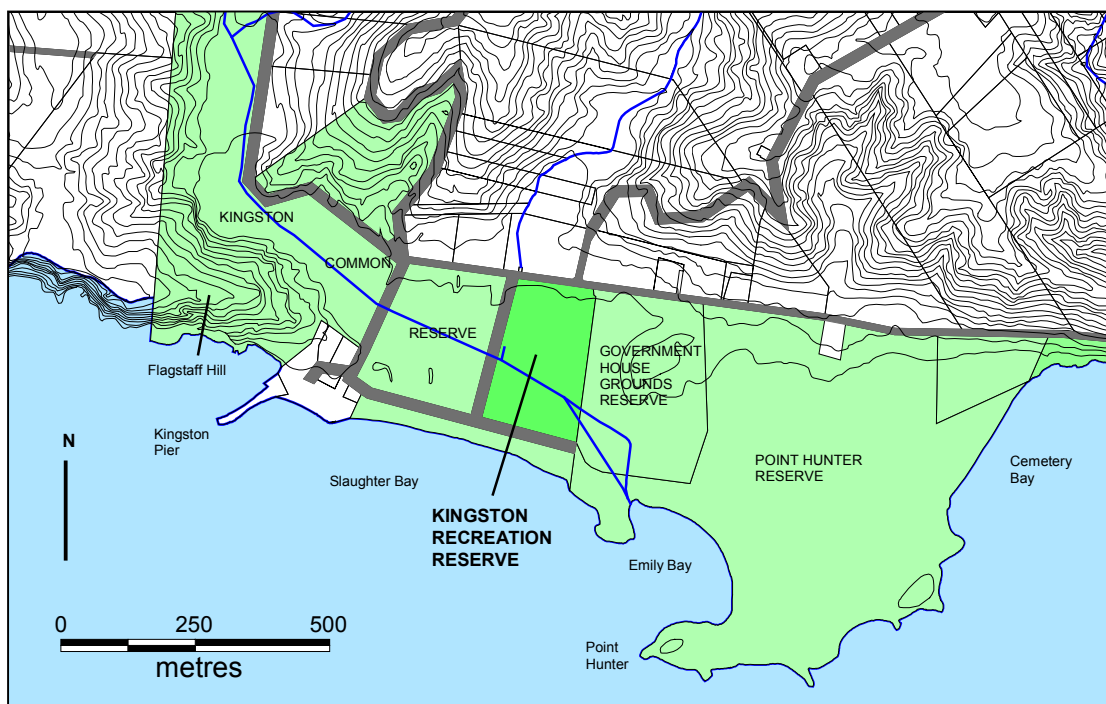 KINGSTON
COMMON
RESERVE
Flagstaff Hill
GOVERNMENT
HOUSE
GROUNDS
RESERVE
Kingston
Pier
N
Slaughter Bay
KINGSTON
RECREATION
RESERVE
POINT HUNTER
RESERVE
Cemetery
Bay
Emily Bay
Point
Hunter
0 250 500
metres